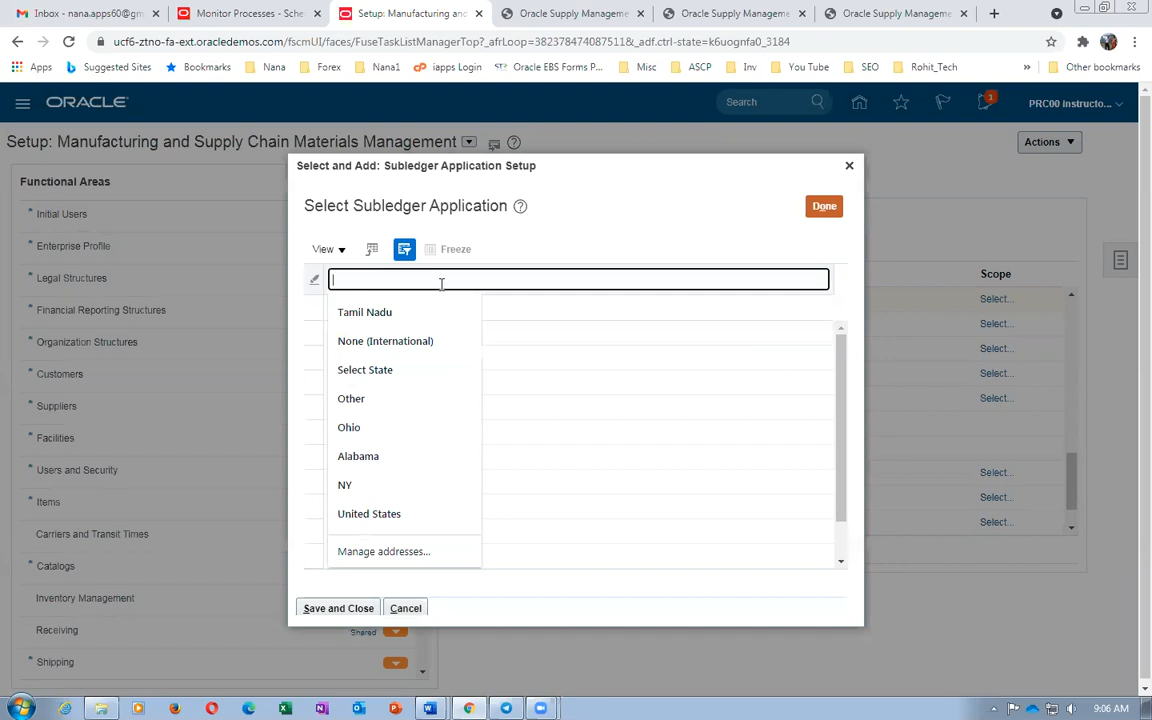 Inbox - nana.apps60@gm
Monitor Processes - Sche
Setup: Manufacturing and
Oracle Supply Manageme
Oracle Supply Manageme
Oracle Supply Manageme
ucf6-ztno-fa-ext.oracledemos.com/fscmUI/faces/FuseTaskListManagerTop?_afrLoop=382378474087511&_adf.ctrl-state=k6uognfa0_3184
Apps
Suggested Sites
Bookmarks
Nana
Forex
Nana1
iapps Login
Oracle EBS Forms P...
Misc
ASCP
Inv
You Tube
SEO
Rohit_Tech
»
Other bookmarks
ORACLE
Search
1
PRC00 instructo...
Setup: Manufacturing and Supply Chain Materials Management
Actions
Functional Areas
* Initial Users
* Enterprise Profile
* Legal Structures
* Financial Reporting Structures
* Organization Structures
* Customers
* Suppliers
* Facilities
* Users and Security
* Items
Carriers and Transit Times
* Catalogs
Inventory Management
* Receiving
Shared
* Shipping
Select and Add: Subledger Application Setup
Select Subledger Application
Done
View
Freeze
Tamil Nadu
None (International)
Select State
Other
Ohio
Alabama
NY
United States
Manage addresses...
Save and Close
Cancel
Scope
Select...
Select...
Select...
Select...
Select...
Select...
Select...
Select...
9:06 AM